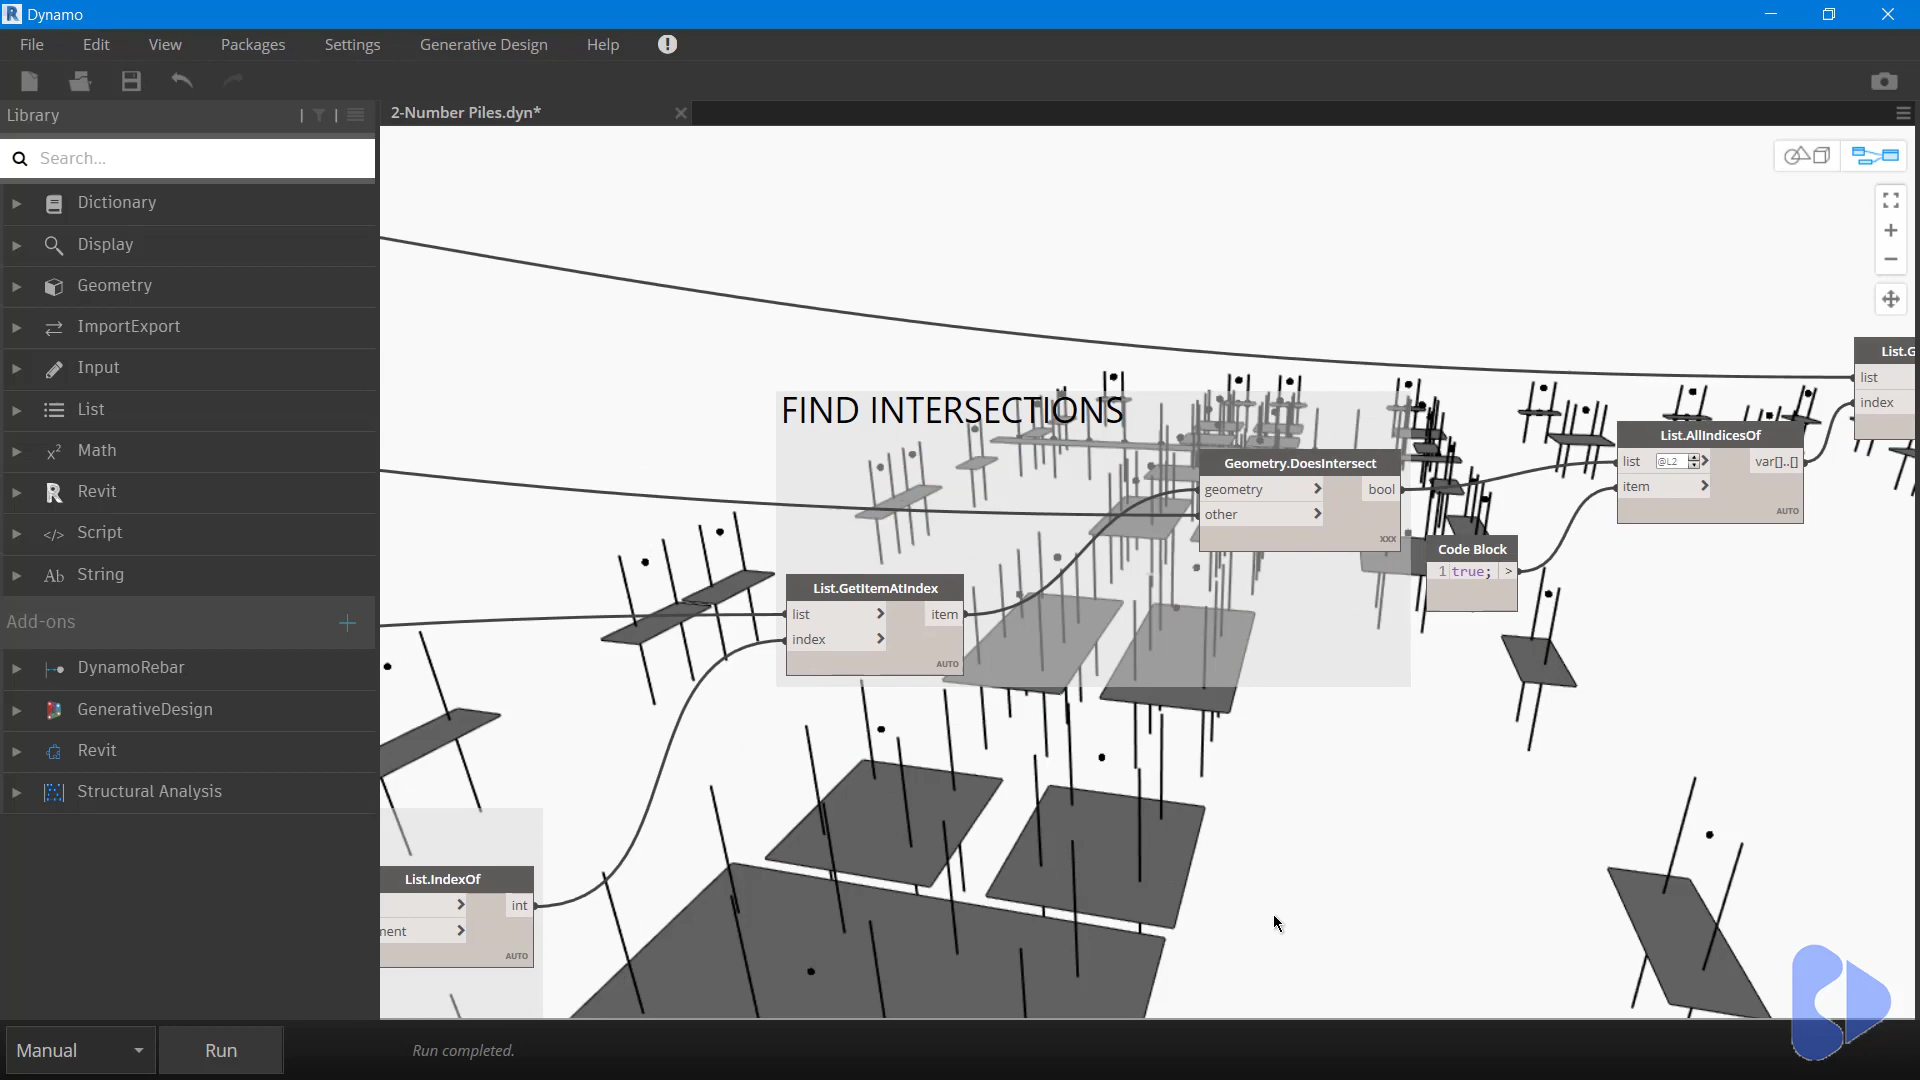 Dynamo
File Edit View Packages Settings Generative Design Help
Library
2-Number Piles.dyn*
Search...
Dictionary
Display
Geometry
ImportExport
Input
List
Math
Revit
Script
String
Add-ons
DynamoRebar
GenerativeDesign
Revit
Structural Analysis
FIND INTERSECTIONS
List.G
list
index
List.AllIndicesOf
list @L2 > var[]..[]
item >
AUTO
Geometry.DoesIntersect
geometry > bool
other >
XXX
Code Block
1 true; >
List.GetItemAtIndex
list > item
index >
AUTO
List.IndexOf
> int
nent >
AUTO
Manual Run Run completed.